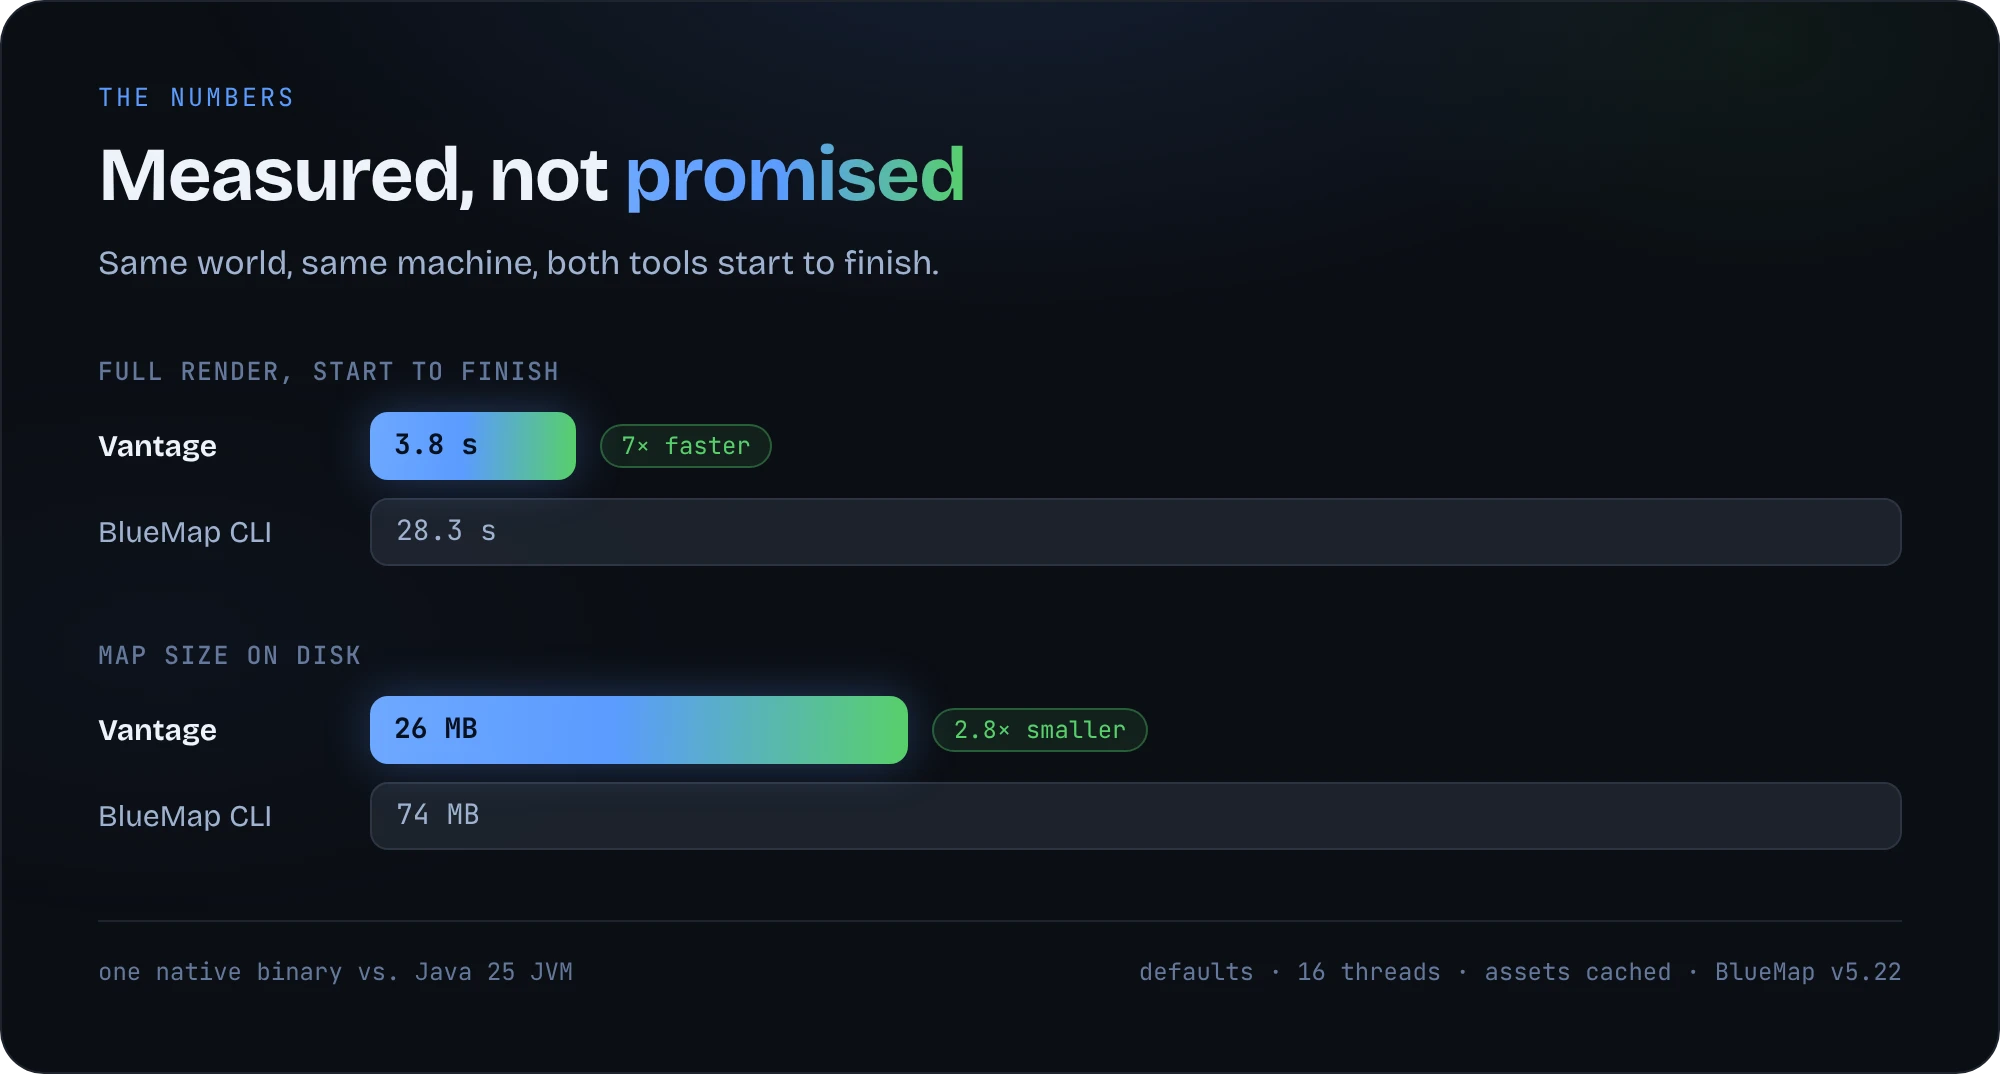 THE NUMBERS
Measured, not promised
Same world, same machine, both tools start to finish.
FULL RENDER, START TO FINISH
Vantage 3.8 s 7× faster
BlueMap CLI 28.3 s
MAP SIZE ON DISK
Vantage 26 MB 2.8× smaller
BlueMap CLI 74 MB
one native binary vs. Java 25 JVM defaults · 16 threads · assets cached · BlueMap v5.22